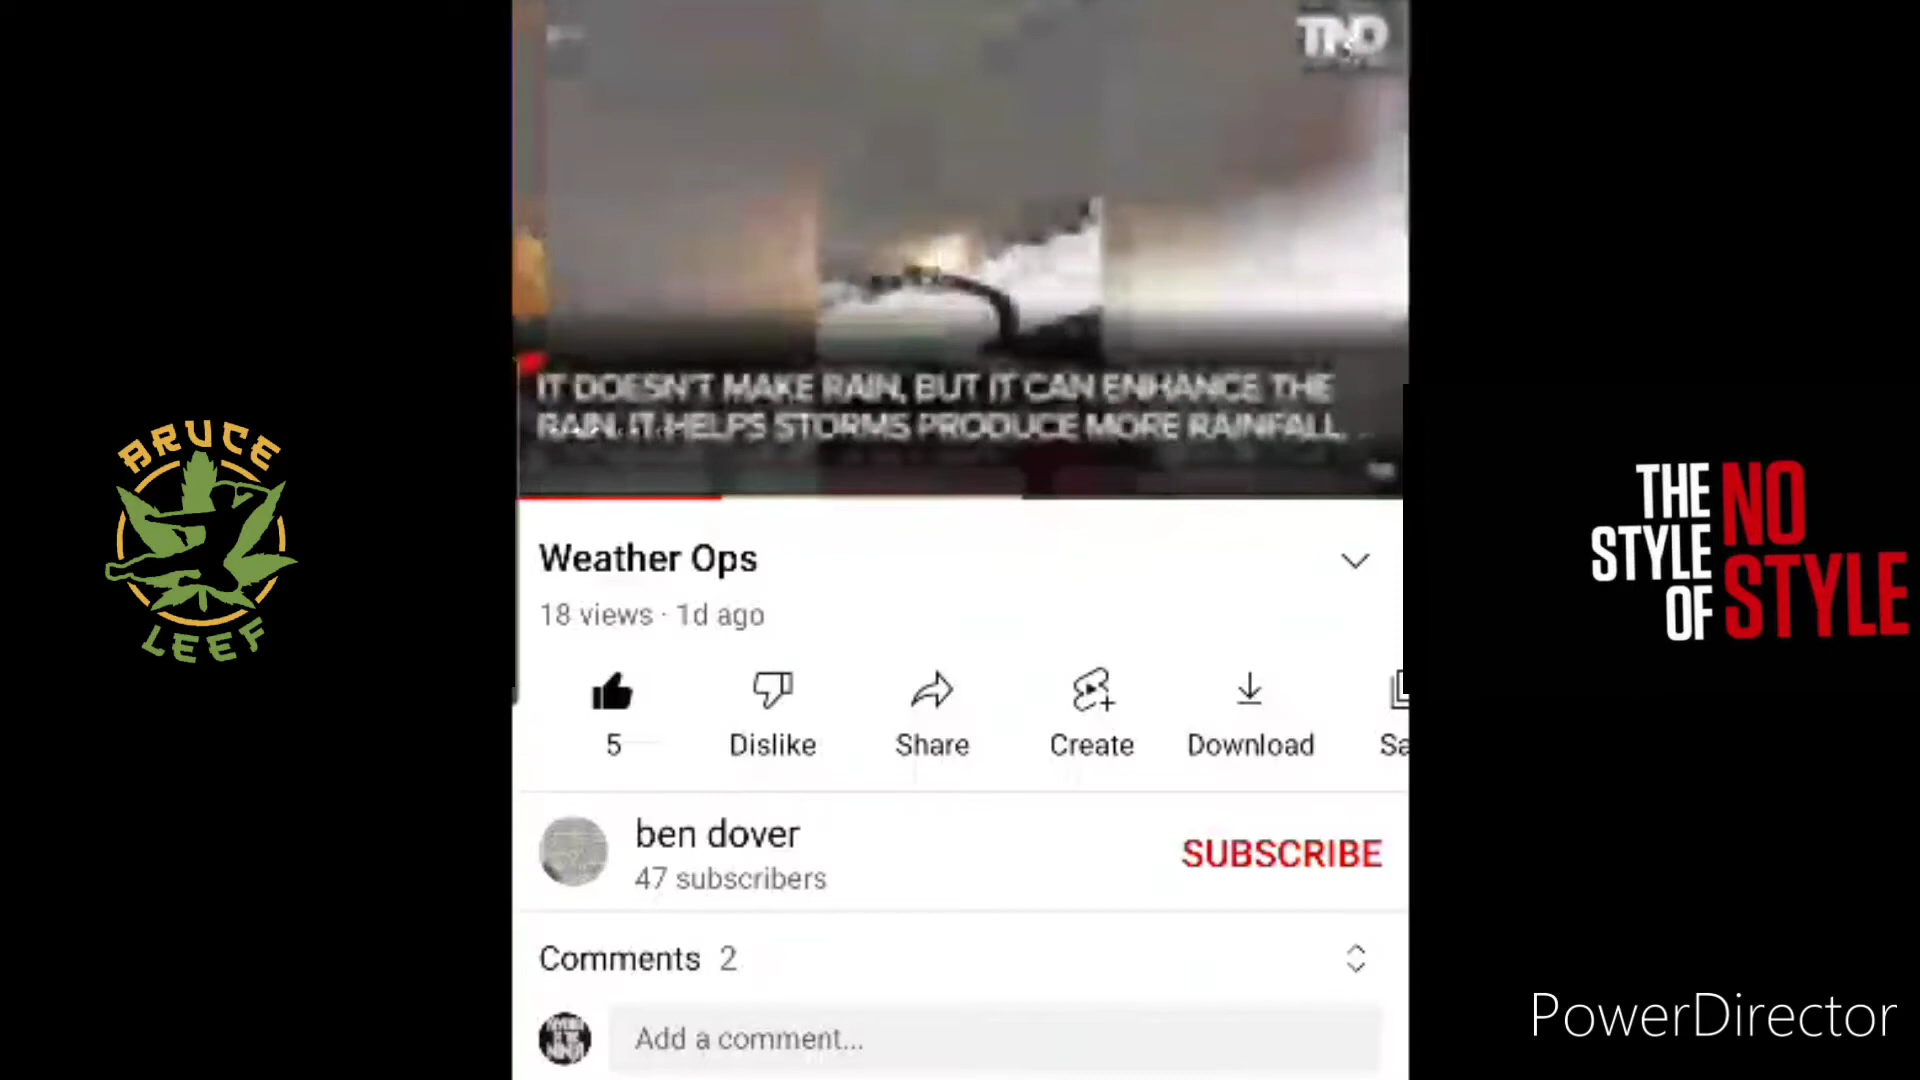 TND
IT DOESN'T MAKE RAIN, BUT IT CAN ENHANCE THE
RAIN. IT HELPS STORMS PRODUCE MORE RAINFALL.
Weather Ops
18 views · 1d ago
5
Dislike
Share
Create
Download
Sa
ben dover
47 subscribers
SUBSCRIBE
Comments 2
Add a comment...
BRUCE
LEEF
THE
STYLE
OF
NO
STYLE
PowerDirector